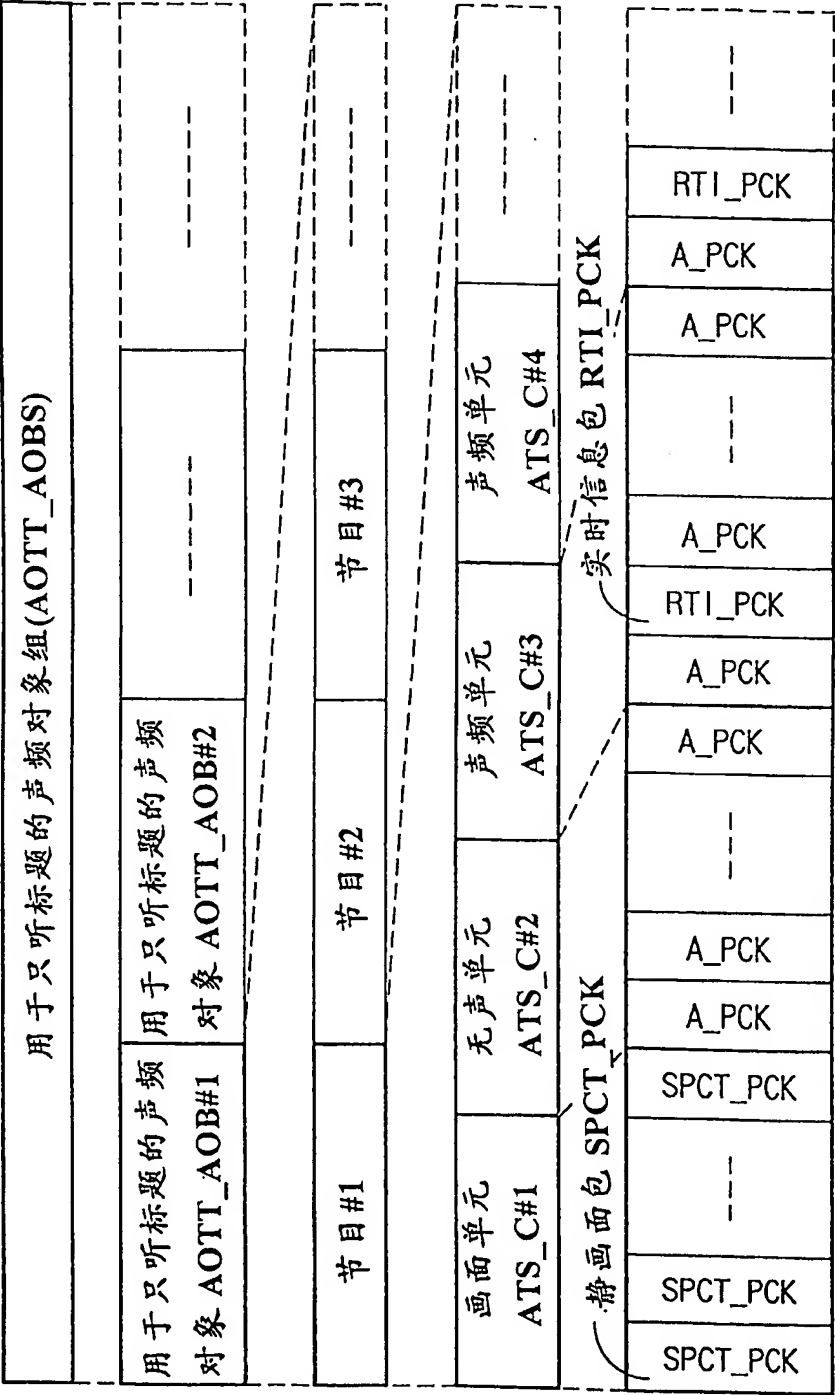 用于只听标题的声频对象组(AOTT_AOBS)
用于只听标题的声频
对象 AOTT_AOB#1
用于只听标题的声频
对象 AOTT_AOB#2
节目#1
节目#2
节目#3
画面单元
ATS_C#1
无声单元
ATS_C#2
声频单元
ATS_C#3
声频单元
ATS_C#4
静画面包 SPCT_PCK
实时信息包 RTI_PCK
SPCT_PCK
SPCT_PCK
SPCT_PCK
A_PCK
A_PCK
A_PCK
A_PCK
RTI_PCK
A_PCK
A_PCK
A_PCK
RTI_PCK